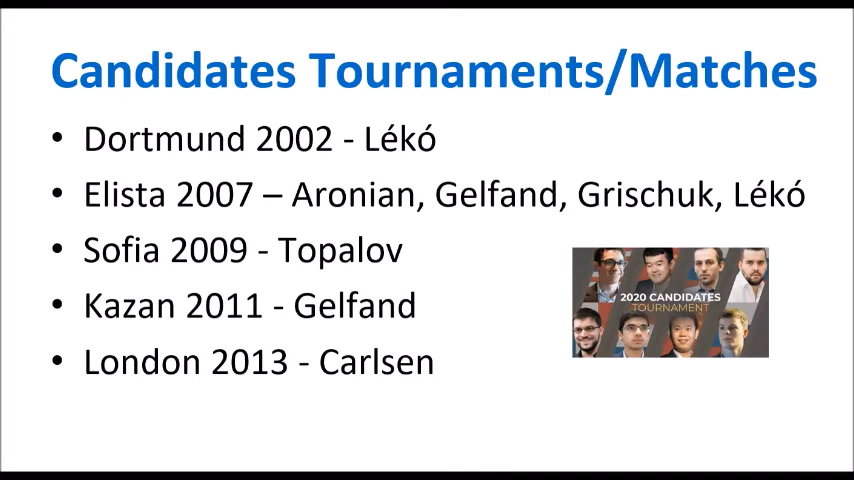 Candidates Tournaments/Matches
• Dortmund 2002 - Lékó
• Elista 2007 – Aronian, Gelfand, Grischuk, Lékó
• Sofia 2009 - Topalov
• Kazan 2011 - Gelfand
• London 2013 - Carlsen
2020 CANDIDATES
TOURNAMENT